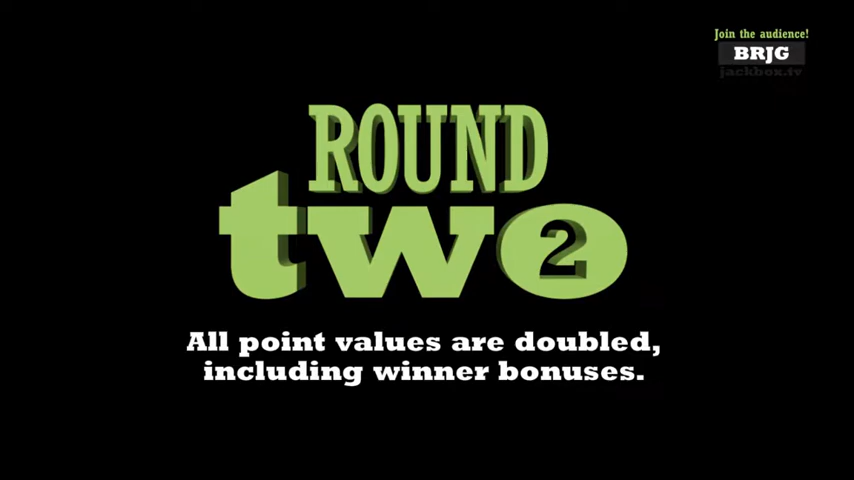 Join the audience!
BRJG
jackbox.tv
ROUND
two 2
All point values are doubled,
including winner bonuses.